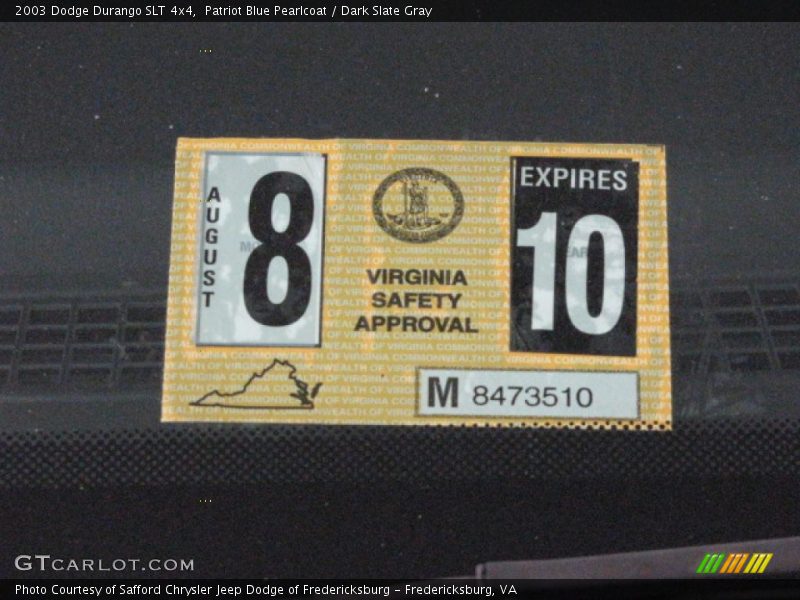 2003 Dodge Durango SLT 4x4,  Patriot Blue Pearlcoat / Dark Slate Gray
AUGUST
8
VIRGINIA
SAFETY
APPROVAL
EXPIRES
10
M 8473510
GTCARLOT.COM
Photo Courtesy of Safford Chrysler Jeep Dodge of Fredericksburg – Fredericksburg, VA